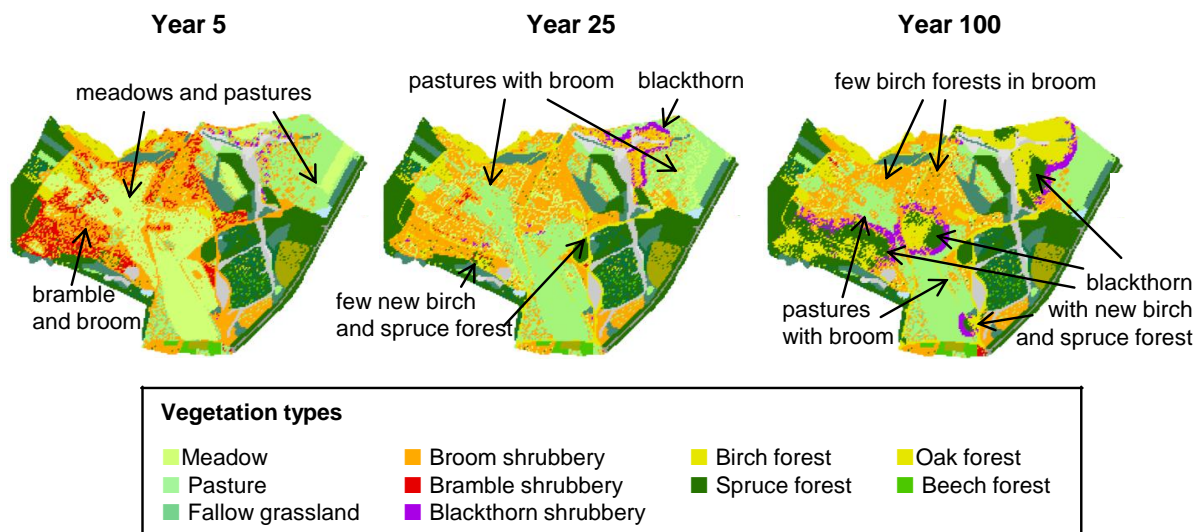 Year 5
Year 25
Year 100
meadows and pastures
pastures with broom
blackthorn
few birch forests in broom
bramble
and broom
few new birch
and spruce forest
pastures
with broom
blackthorn
with new birch
and spruce forest
Vegetation types
Meadow
Pasture
Fallow grassland
Broom shrubbery
Bramble shrubbery
Blackthorn shrubbery
Birch forest
Spruce forest
Oak forest
Beech forest